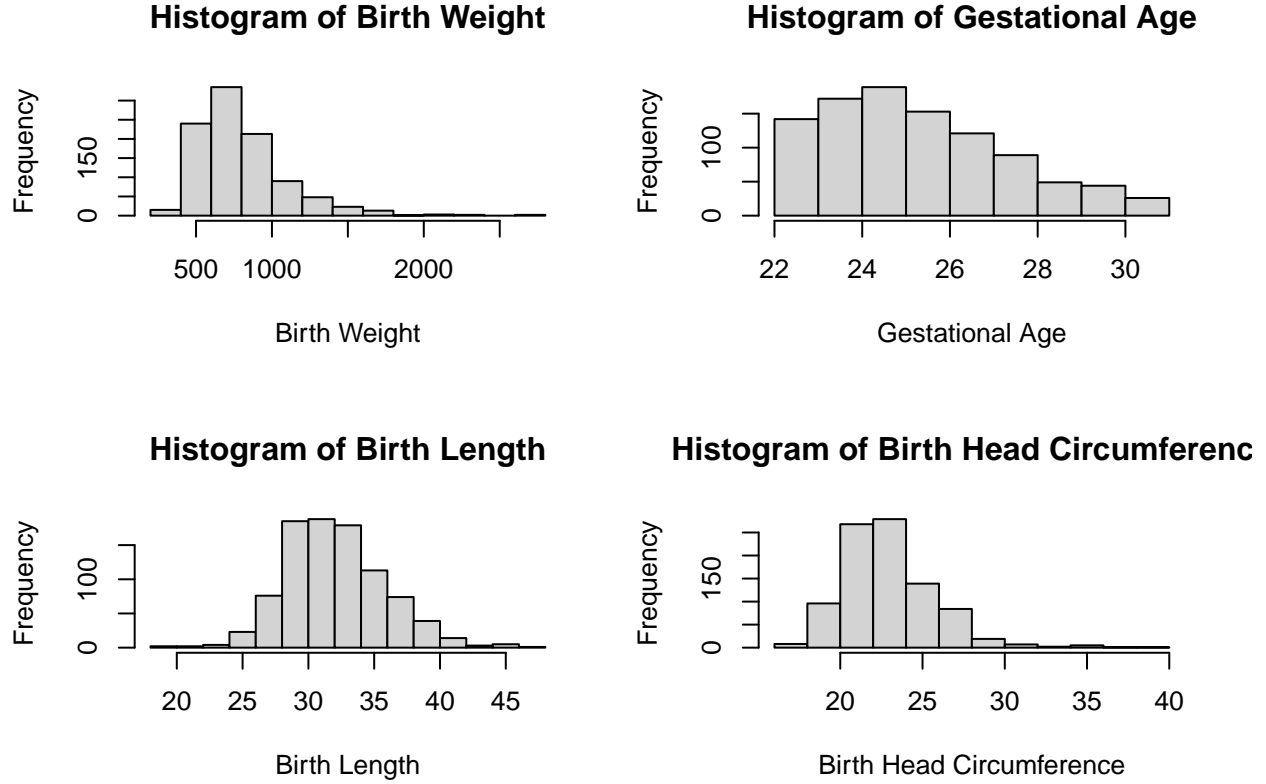 Histogram of Birth Weight
Frequency
0
150
500 1000 2000
Birth Weight
Histogram of Gestational Age
Frequency
0
100
22 24 26 28 30
Gestational Age
Histogram of Birth Length
Frequency
0
100
20 25 30 35 40 45
Birth Length
Histogram of Birth Head Circumferenc
Frequency
0
150
20 25 30 35 40
Birth Head Circumference